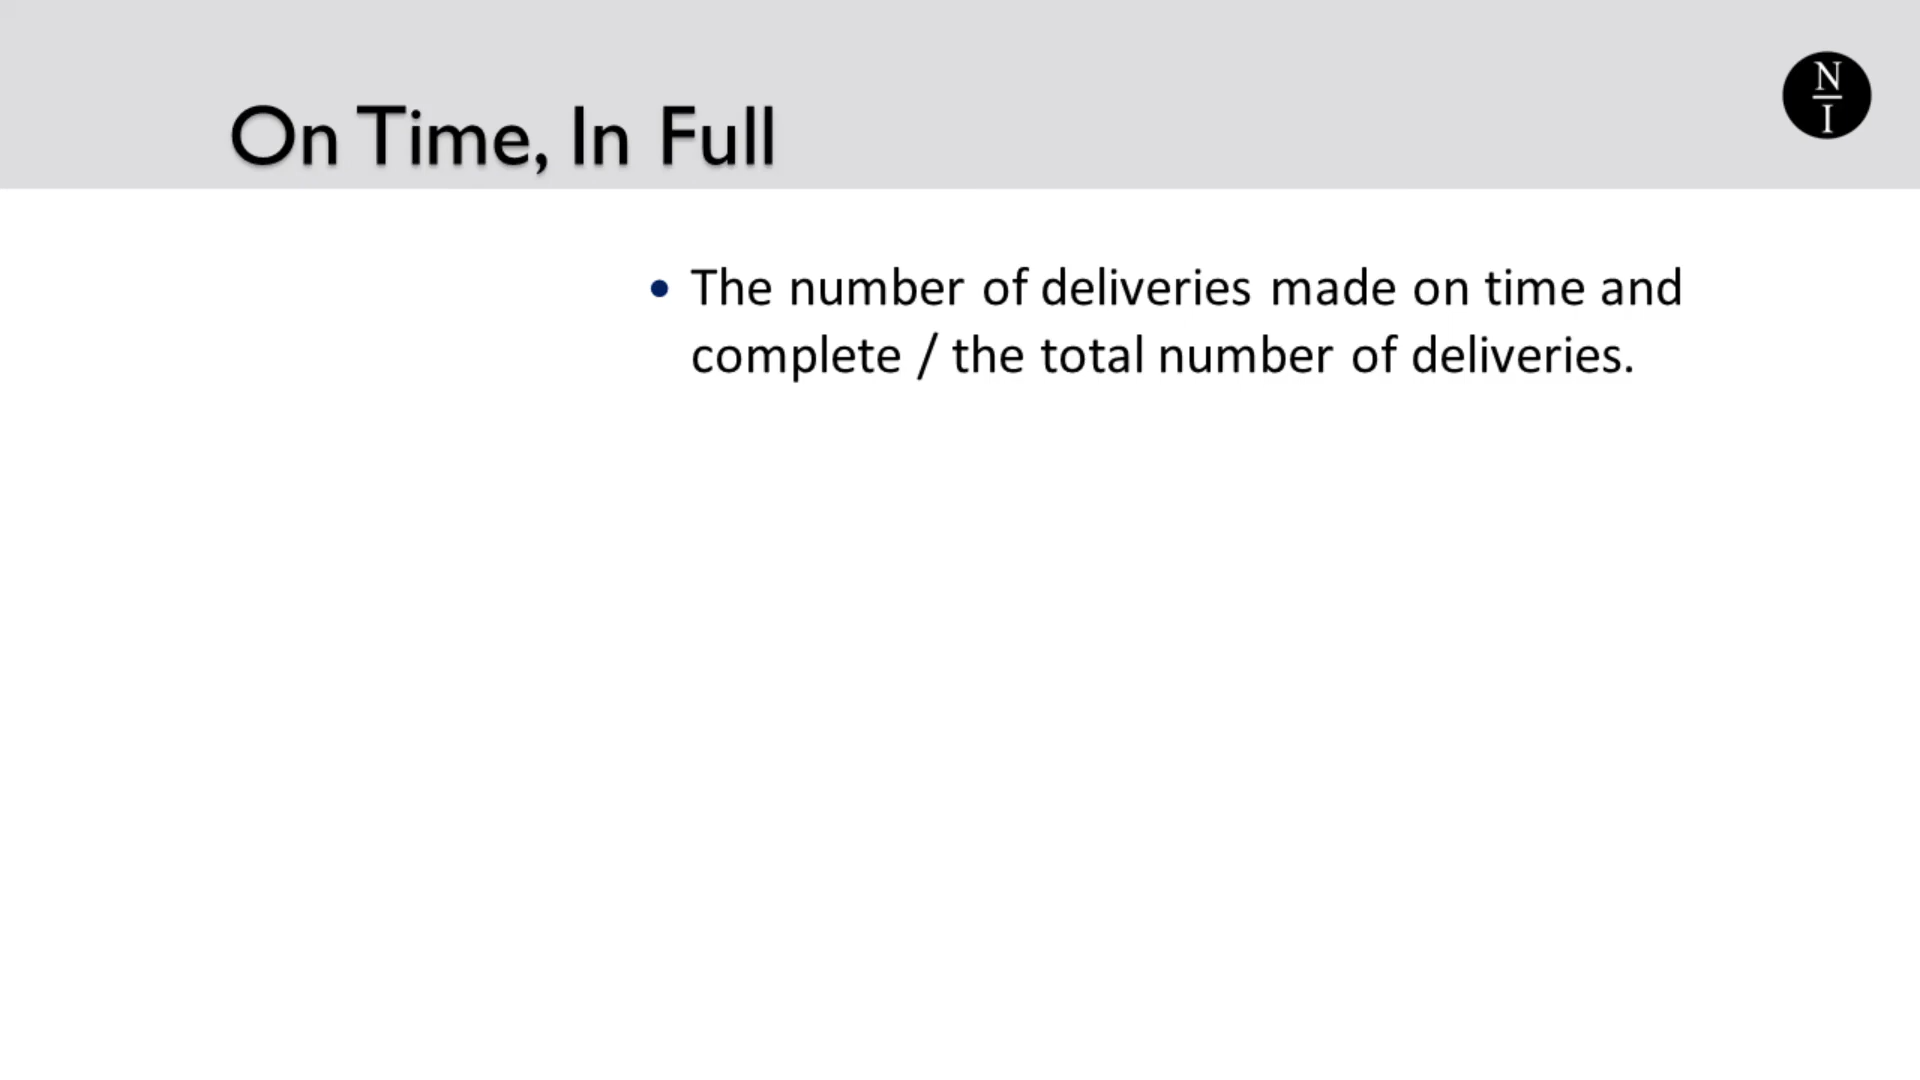 N
I
On Time, In Full
• The number of deliveries made on time and
complete / the total number of deliveries.